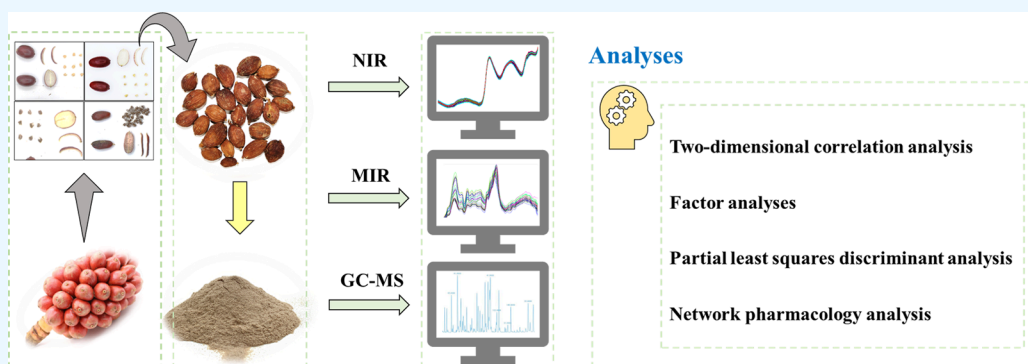 NIR
MIR
GC-MS
Analyses
Two-dimensional correlation analysis
Factor analyses
Partial least squares discriminant analysis
Network pharmacology analysis